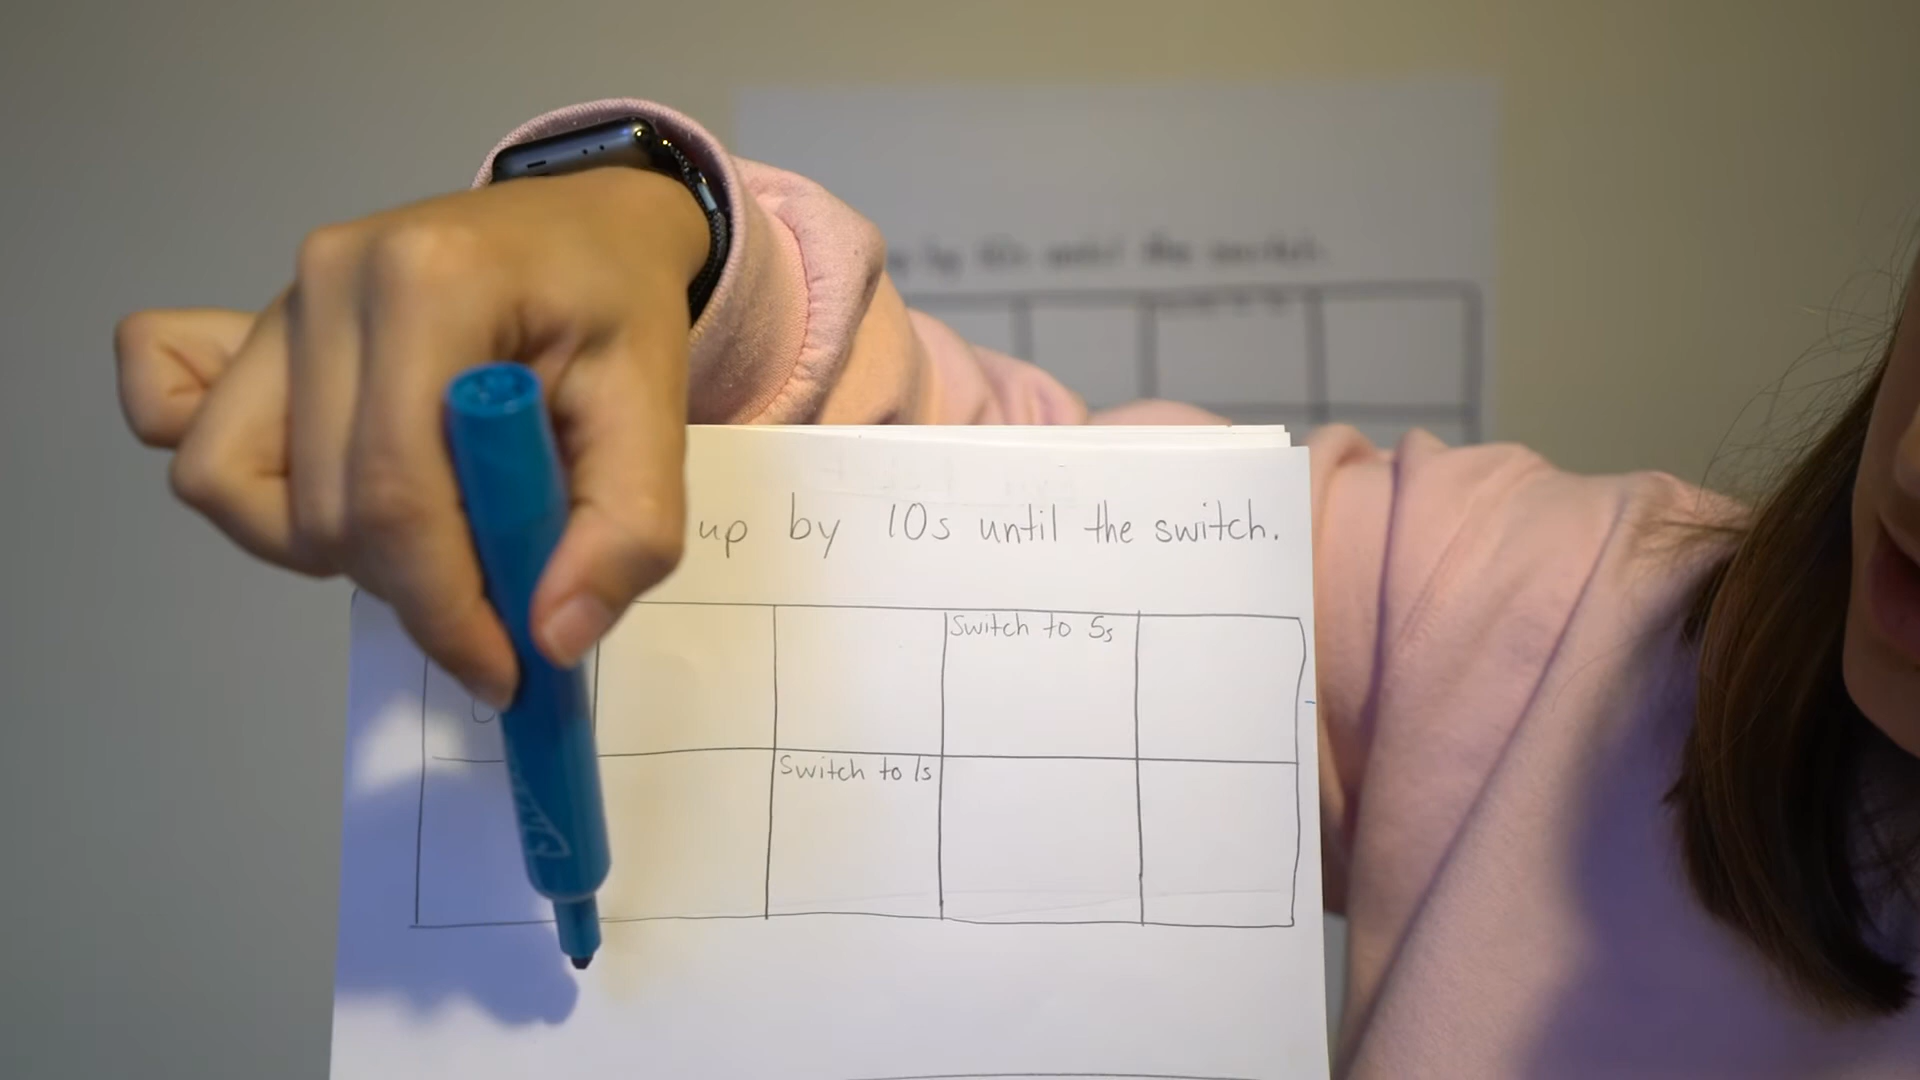 up by 10s until the switch.
Switch to 5s
Switch to 1s